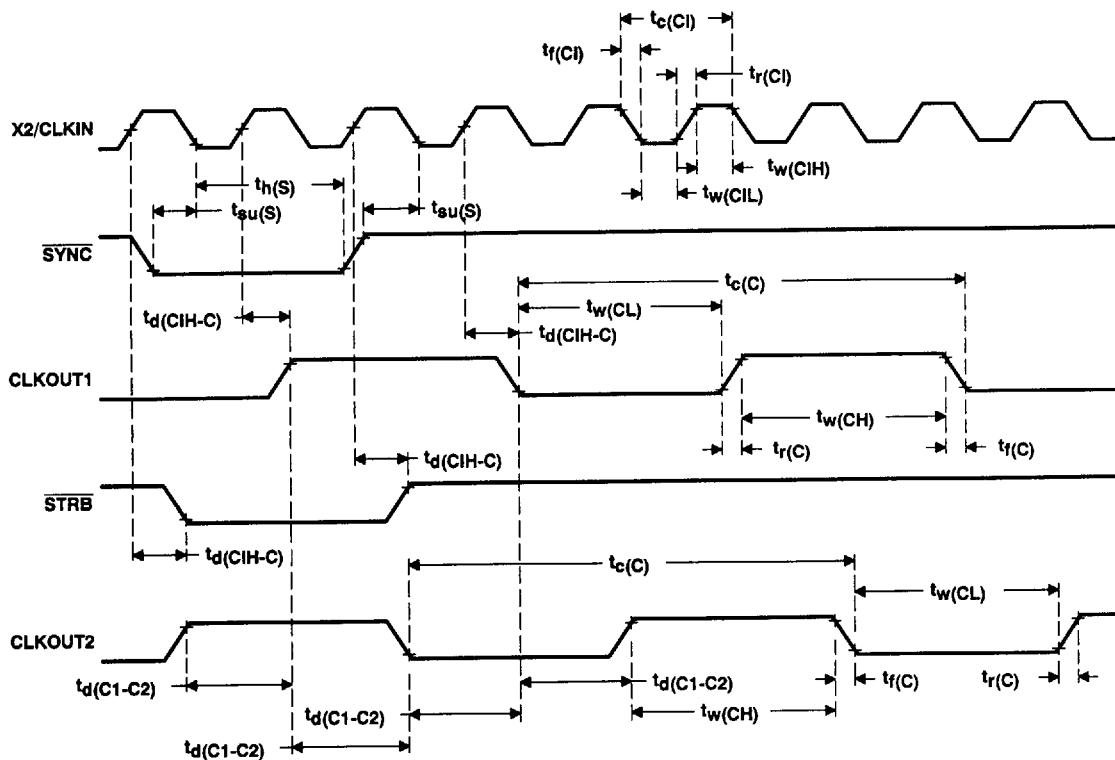 tc(CI)
tf(CI)
tr(CI)
X2/CLKIN
tw(CIH)
th(S)
tw(CIL)
tsu(S)
tsu(S)
SYNC
tc(C)
tw(CL)
td(CIH-C)
td(CIH-C)
CLKOUT1
tw(CH)
td(CIH-C)
tr(C)
tf(C)
STRB
td(CIH-C)
tc(C)
tw(CL)
CLKOUT2
td(C1-C2)
td(C1-C2)
tf(C)
tr(C)
td(C1-C2)
tw(CH)
td(C1-C2)